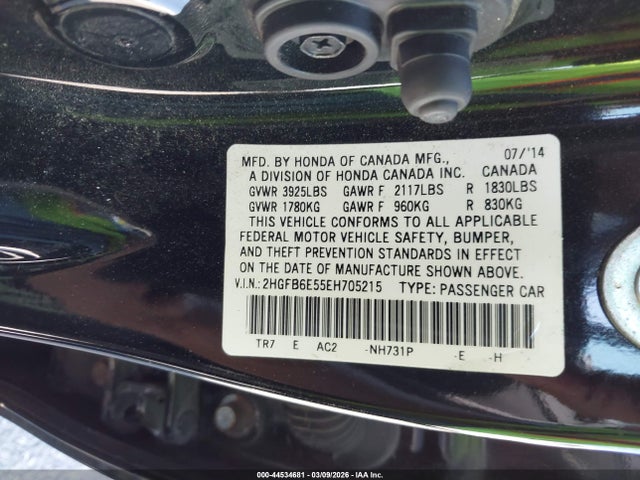 MFD. BY HONDA OF CANADA MFG., 07/'14
A DIVISION OF HONDA CANADA INC. CANADA
GVWR 3925LBS GAWR F 2117LBS R 1830LBS
GVWR 1780KG GAWR F 960KG R 830KG
THIS VEHICLE CONFORMS TO ALL APPLICABLE
FEDERAL MOTOR VEHICLE SAFETY, BUMPER,
AND THEFT PREVENTION STANDARDS IN EFFECT
ON THE DATE OF MANUFACTURE SHOWN ABOVE.
V.I.N.: 2HGFB6E55EH705215 TYPE: PASSENGER CAR
TR7 E AC2 -NH731P -E -H
000-44534681 | 03/09/2026 - IAA Inc.